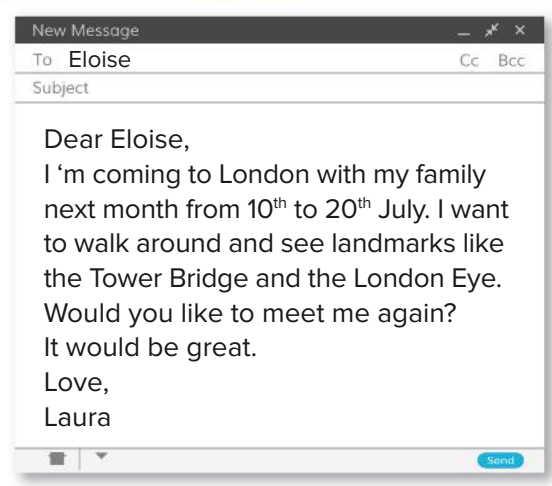 New Message
To Eloise Cc Bcc
Subject
Dear Eloise,
I ‘m coming to London with my family
next month from 10th to 20th July. I want
to walk around and see landmarks like
the Tower Bridge and the London Eye.
Would you like to meet me again?
It would be great.
Love,
Laura
Send